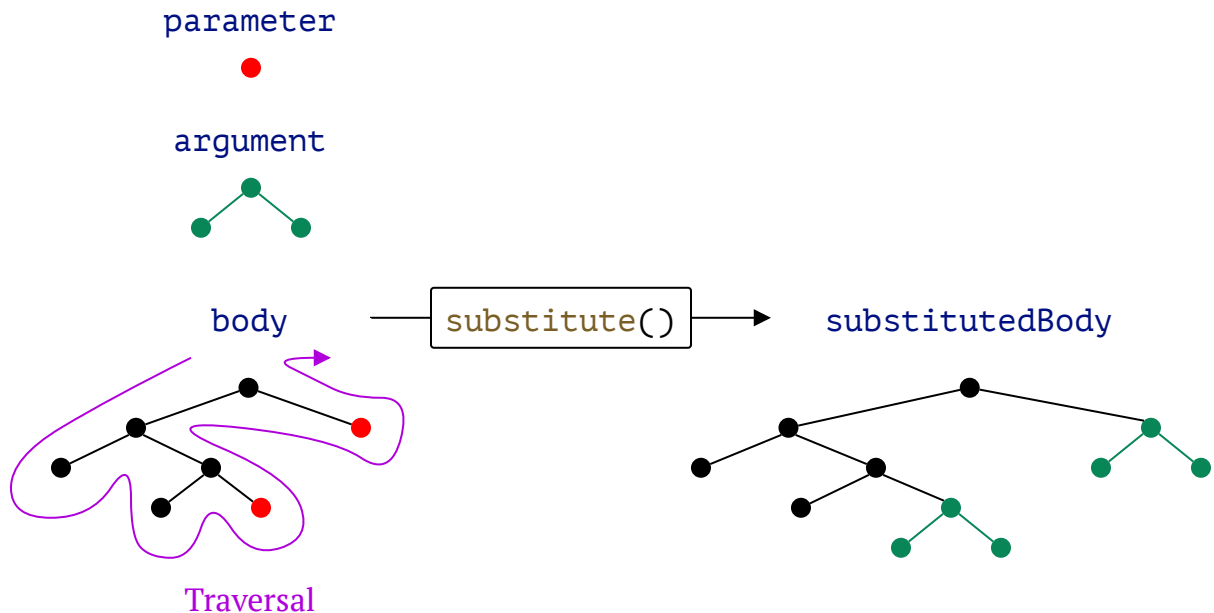 parameter
argument
body
substitute()
substitutedBody
Traversal